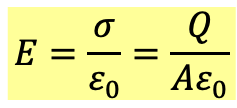 E = σ/ε₀ = Q/Aε₀